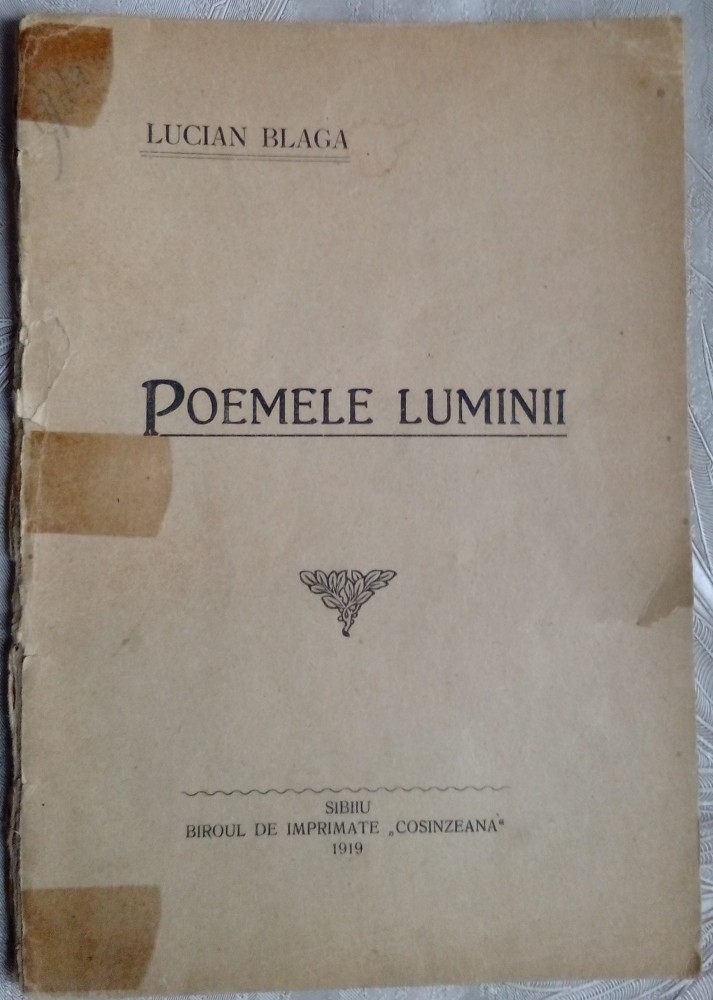 LUCIAN BLAGA
POEMELE LUMINII
SIBIIU
BIROUL DE IMPRIMATE „COSINZEANA“
1919